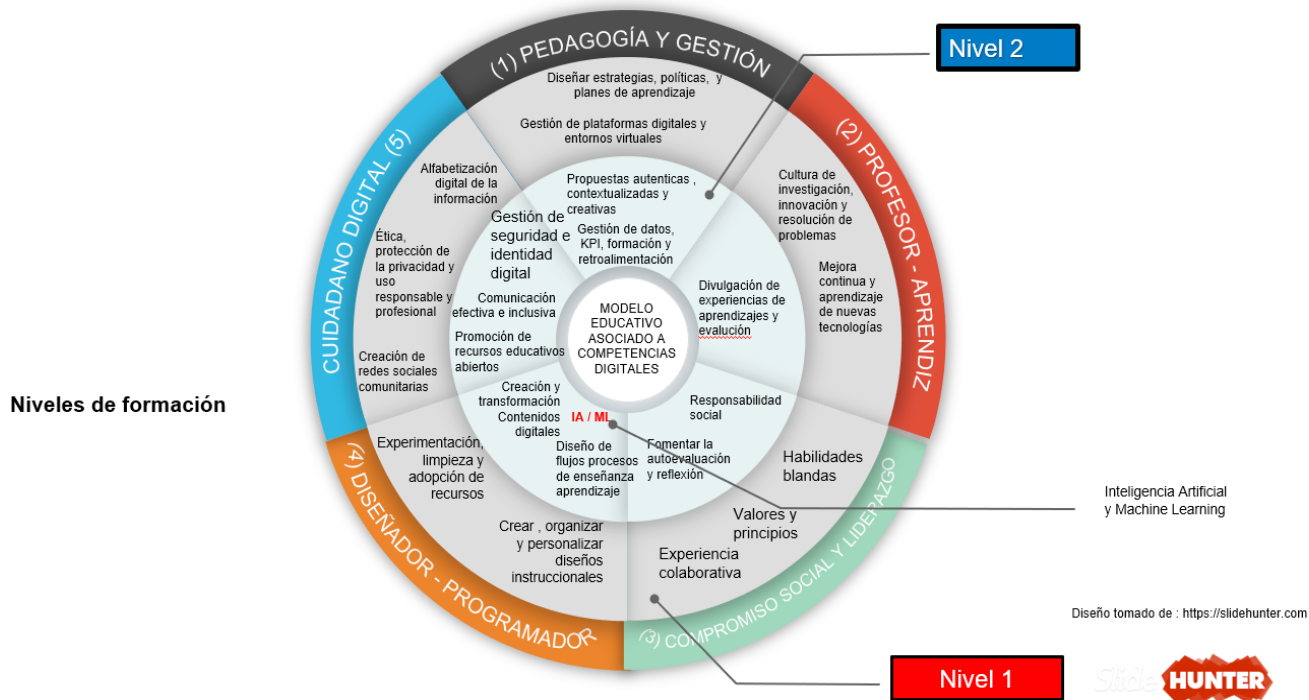 (1) PEDAGOGÍA Y GESTIÓN
Diseñar estrategias, políticas, y
planes de aprendizaje
Gestión de plataformas digitales y
entornos virtuales
Propuestas autenticas ,
contextualizadas y
creativas
Gestión de datos,
KPI, formación y
retroalimentación
Nivel 2
(2) PROFESOR - APRENDIZ
Cultura de
investigación,
innovación y
resolución de
problemas
Mejora
continua y
aprendizaje
de nuevas
tecnologías
Divulgación de
experiencias de
aprendizajes y
evalución
CUIDADANO DIGITAL (5)
Alfabetización
digital de la
información
Ética,
protección de
la privacidad y
uso
responsable y
profesional
Creación de
redes sociales
comunitarias
Gestión de
seguridad e
identidad
digital
Comunicación
efectiva e inclusiva
Promoción de
recursos educativos
abiertos
MODELO
EDUCATIVO
ASOCIADO A
COMPETENCIAS
DIGITALES
Niveles de formación
(4) DISEÑADOR - PROGRAMADOR
Creación y
transformación
Contenidos
digitales
IA / ML
Diseño de
flujos procesos
de enseñanza
aprendizaje
Experimentación,
limpieza y
adopción de
recursos
Crear , organizar
y personalizar
diseños
instruccionales
(3) COMPROMISO SOCIAL Y LIDERAZGO
Responsabilidad
social
Fomentar la
autoevaluación
y reflexión
Habilidades
blandas
Valores y
principios
Experiencia
colaborativa
Inteligencia Artificial
y Machine Learning
Diseño tomado de : https://slidehunter.com
Nivel 1
Slide HUNTER